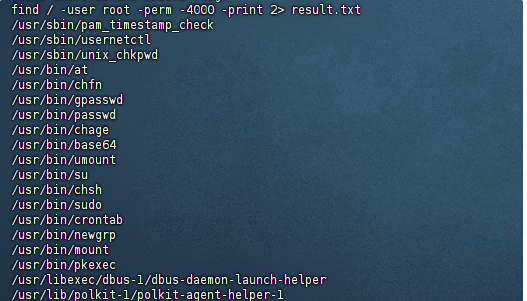 find / -user root -perm -4000 -print 2> result.txt
/usr/sbin/pam_timestamp_check
/usr/sbin/usernetctl
/usr/sbin/unix_chkpwd
/usr/bin/at
/usr/bin/chfn
/usr/bin/gpasswd
/usr/bin/passwd
/usr/bin/chage
/usr/bin/base64
/usr/bin/umount
/usr/bin/su
/usr/bin/chsh
/usr/bin/sudo
/usr/bin/crontab
/usr/bin/newgrp
/usr/bin/mount
/usr/bin/pkexec
/usr/libexec/dbus-1/dbus-daemon-launch-helper
/usr/lib/polkit-1/polkit-agent-helper-1